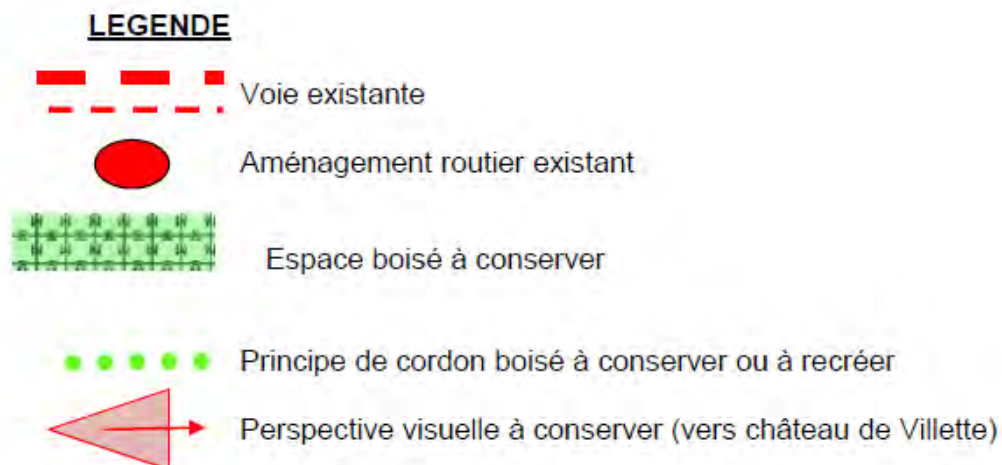 LEGENDE
Voie existante
Aménagement routier existant
Espace boisé à conserver
Principe de cordon boisé à conserver ou à recréer
Perspective visuelle à conserver (vers château de Villette)